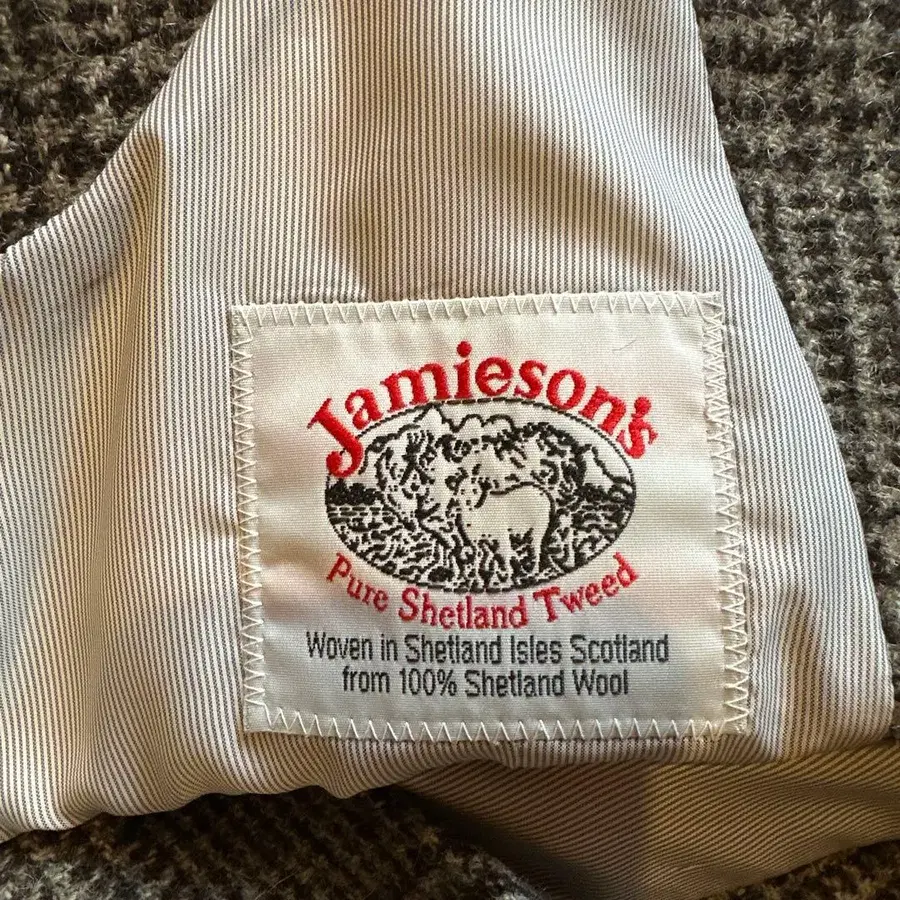 Jamieson's
Pure Shetland Tweed
Woven in Shetland Isles Scotland
from 100% Shetland Wool